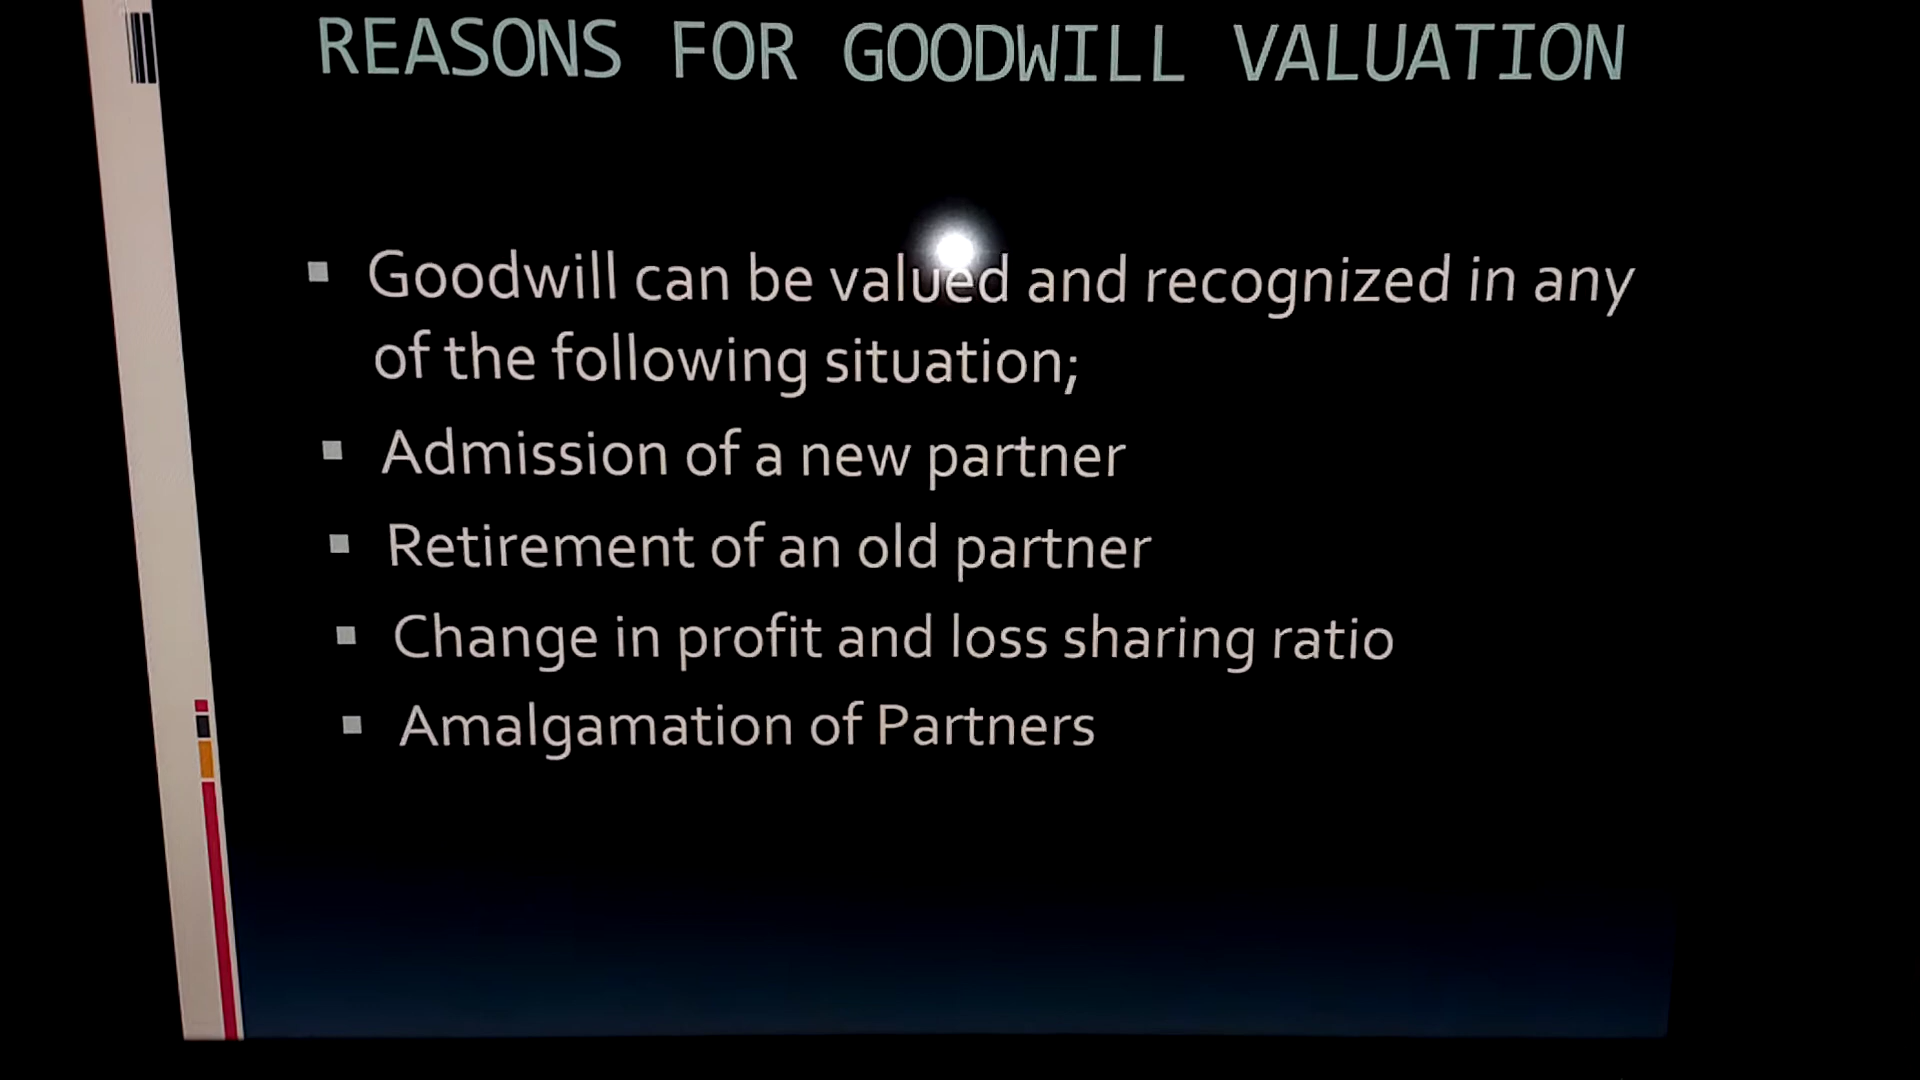 REASONS FOR GOODWILL VALUATION
Goodwill can be valued and recognized in any
of the following situation;
Admission of a new partner
Retirement of an old partner
Change in profit and loss sharing ratio
Amalgamation of Partners